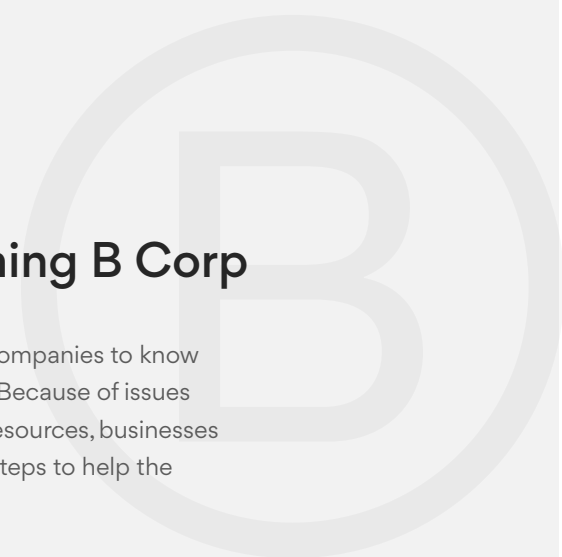 B
ning B Corp
ompanies to know
Because of issues
esources, businesses
teps to help the